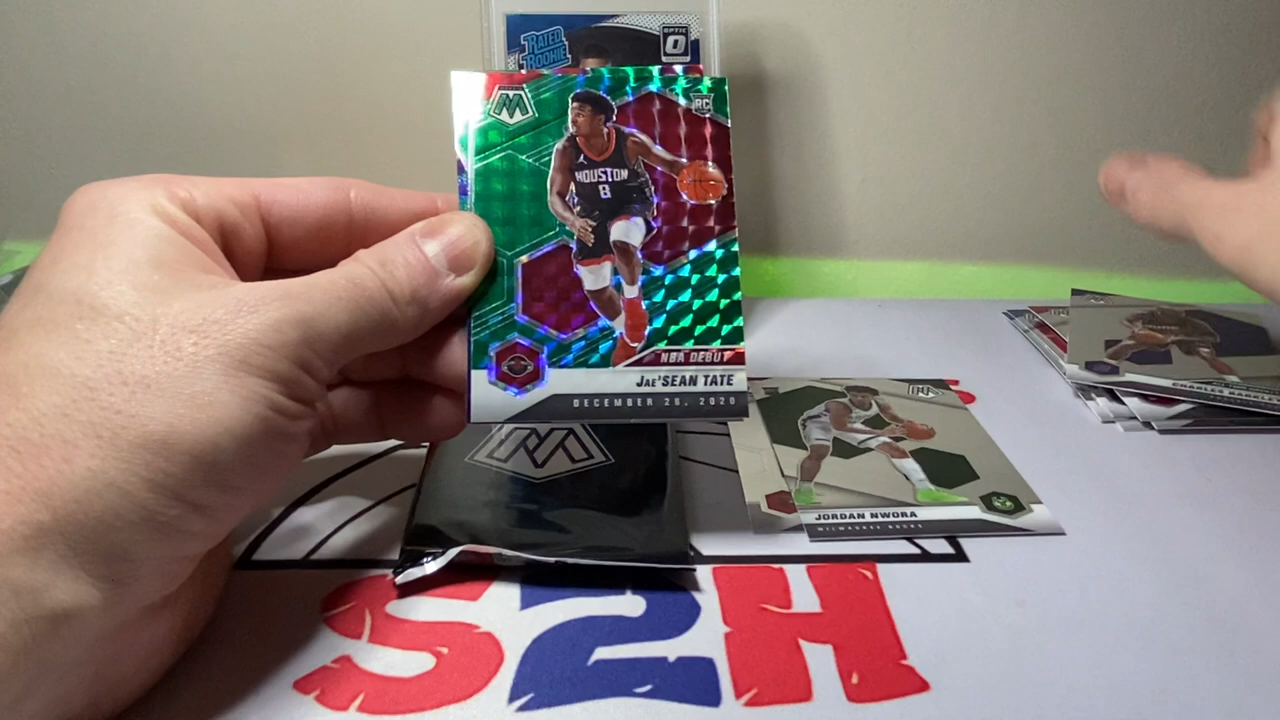 RATED
ROOKIE
OPTIC
RC
HOUSTON
8
NBA DEBUT
JAE'SEAN TATE
DECEMBER 26, 2020
CHARLES BARKLEY
JORDAN NWORA
MILWAUKEE BUCKS
S2H